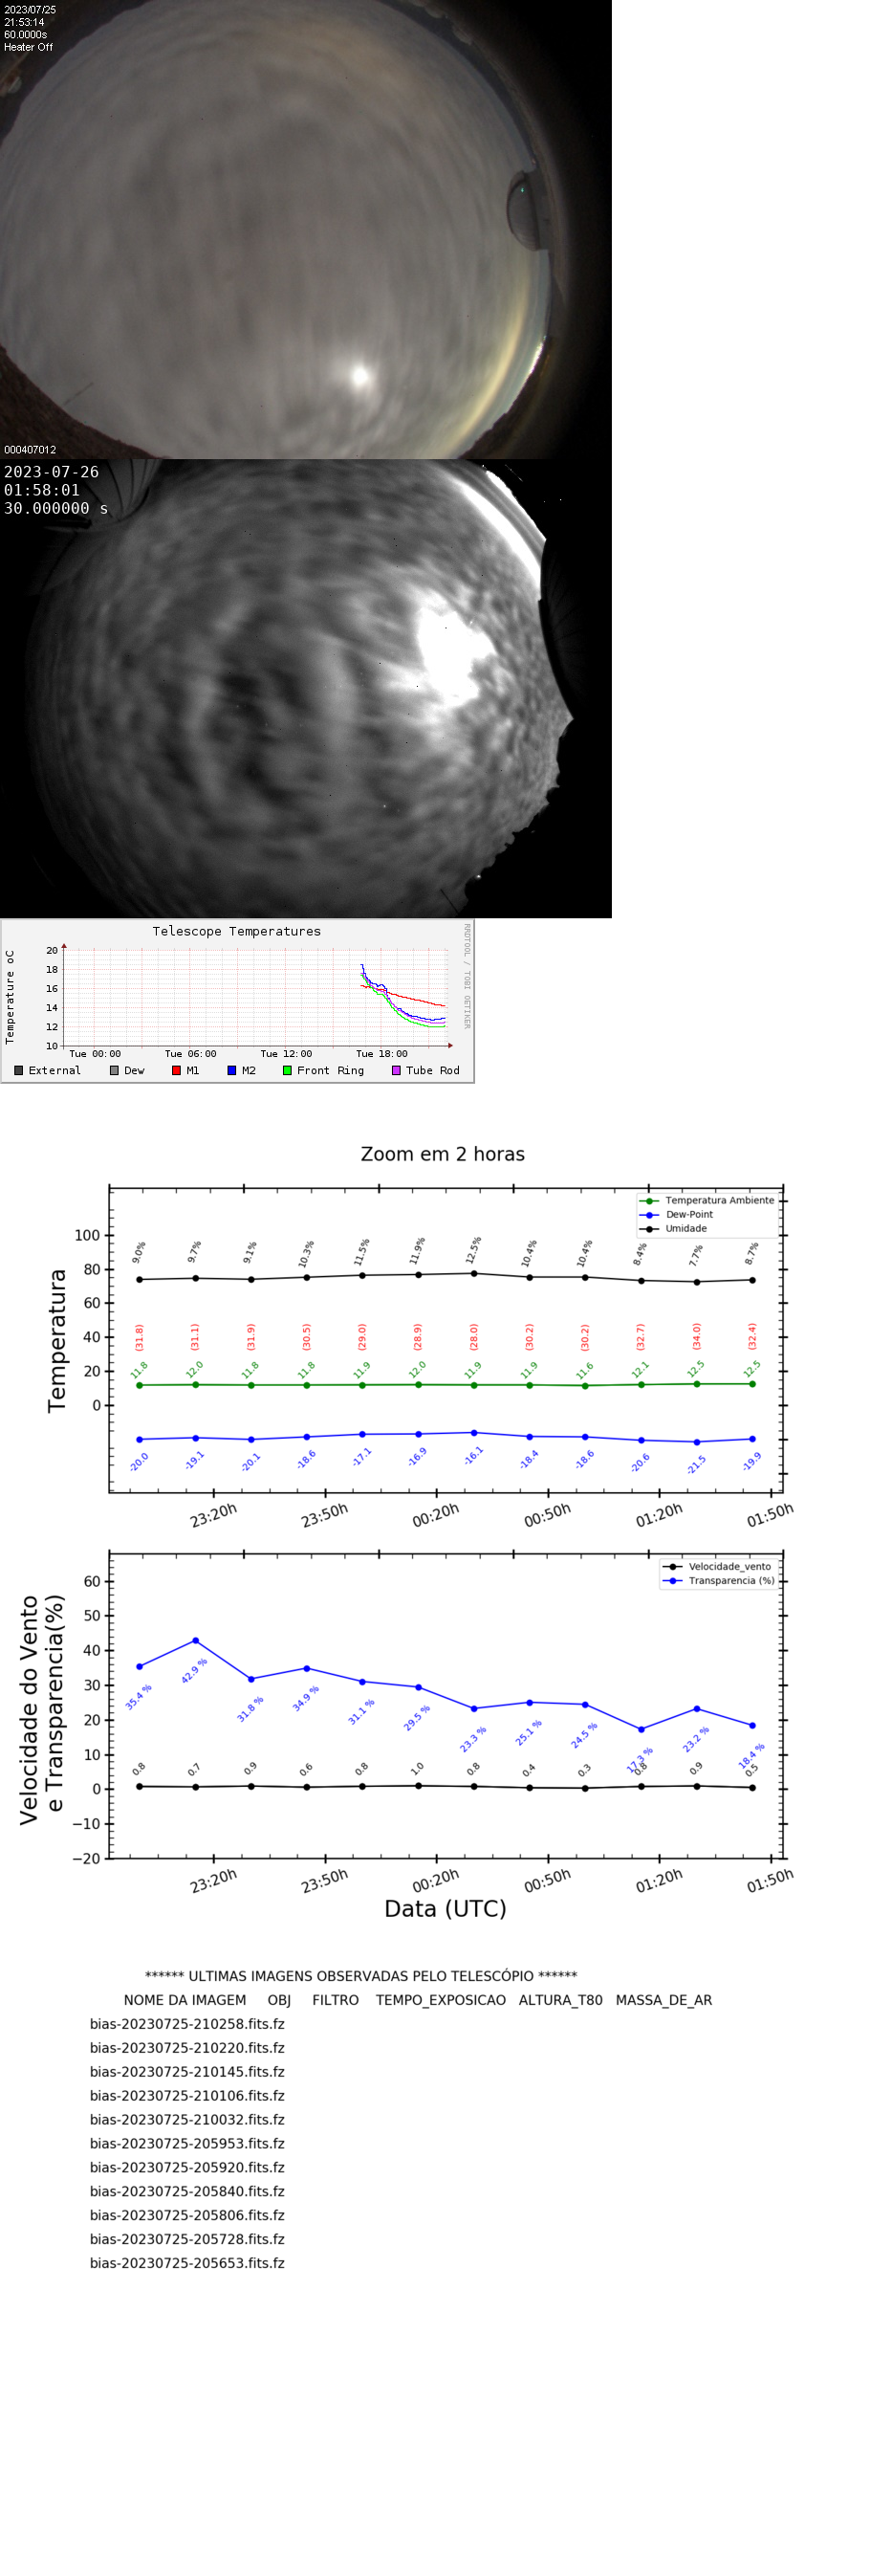 2023/07/25
21:53:14
60.0000s
Heater Off
000407012
2023-07-26
01:58:01
30.000000 s
Telescope Temperatures
RRDTOOL / TOBI OETIKER
Temperature oC
20
18
16
14
12
10
Tue 00:00 Tue 06:00 Tue 12:00 Tue 18:00
External Dew M1 M2 Front Ring Tube Rod
Zoom em 2 horas
Temperatura Ambiente
Dew-Point
Umidade
Temperatura
100
80
60
40
20
0
9.0% 9.7% 9.1% 10.3% 11.5% 11.9% 12.5% 10.4% 10.4% 8.4% 7.7% 8.7%
(31.8) (31.1) (31.9) (30.5) (29.0) (28.9) (28.0) (30.2) (30.2) (32.7) (34.0) (32.4)
11.8 12.0 11.8 11.8 11.9 12.0 11.9 11.9 11.6 12.1 12.5 12.5
-20.0 -19.1 -20.1 -18.6 -17.1 -16.9 -16.1 -18.4 -18.6 -20.6 -21.5 -19.9
23:20h 23:50h 00:20h 00:50h 01:20h 01:50h
Velocidade_vento
Transparencia (%)
Velocidade do Vento
e Transparencia(%)
60
50
40
30
20
10
0
−10
−20
35.4 % 42.9 % 31.8 % 34.9 % 31.1 % 29.5 % 23.3 % 25.1 % 24.5 % 17.3 % 23.2 % 18.4 %
0.8 0.7 0.9 0.6 0.8 1.0 0.8 0.4 0.3 0.8 0.9 0.5
23:20h 23:50h 00:20h 00:50h 01:20h 01:50h
Data (UTC)
****** ULTIMAS IMAGENS OBSERVADAS PELO TELESCÓPIO ******
NOME DA IMAGEM OBJ FILTRO TEMPO_EXPOSICAO ALTURA_T80 MASSA_DE_AR
bias-20230725-210258.fits.fz
bias-20230725-210220.fits.fz
bias-20230725-210145.fits.fz
bias-20230725-210106.fits.fz
bias-20230725-210032.fits.fz
bias-20230725-205953.fits.fz
bias-20230725-205920.fits.fz
bias-20230725-205840.fits.fz
bias-20230725-205806.fits.fz
bias-20230725-205728.fits.fz
bias-20230725-205653.fits.fz